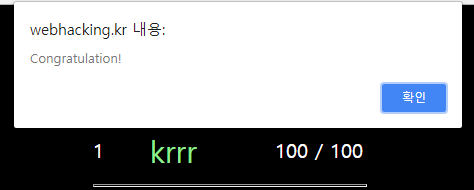 webhacking.kr 내용:
Congratulation!
확인
1 krrr 100 / 100